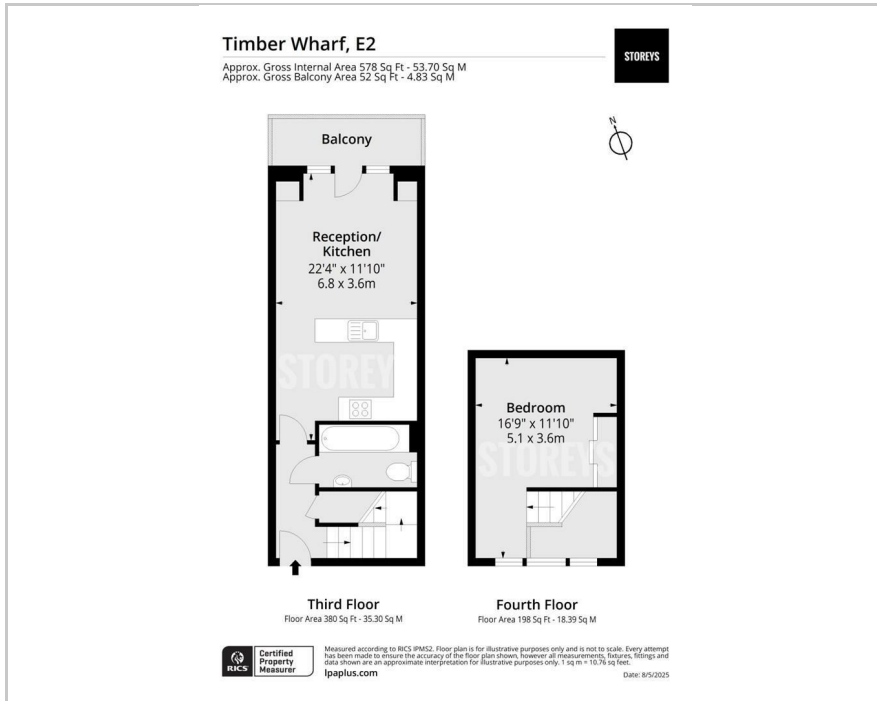 Timber Wharf, E2
Approx. Gross Internal Area 578 Sq Ft - 53.70 Sq M
Approx. Gross Balcony Area 52 Sq Ft - 4.83 Sq M
STOREYS
N
Balcony
Reception/
Kitchen
22'4" x 11'10"
6.8 x 3.6m
STOREY
Bedroom
16'9" x 11'10"
5.1 x 3.6m
STOREYS
Third Floor
Floor Area 380 Sq Ft - 35.30 Sq M
Fourth Floor
Floor Area 198 Sq Ft - 18.39 Sq M
RICS
Certified
Property
Measurer
Measured according to RICS IPMS2. Floor plan is for illustrative purposes only and is not to scale. Every attempt
has been made to ensure the accuracy of the floor plan shown, however all measurements, fixtures, fittings and
data shown are an approximate interpretation for illustrative purposes only. 1 sq m = 10.76 sq feet.
lpaplus.com
Date: 8/5/2025